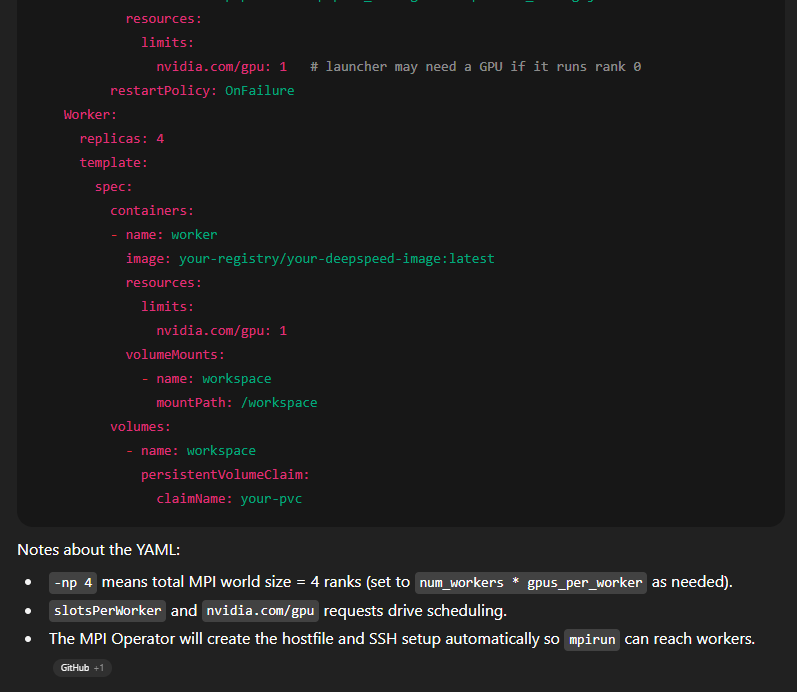 resources:
limits:
nvidia.com/gpu: 1   # launcher may need a GPU if it runs rank 0
restartPolicy: OnFailure
Worker:
replicas: 4
template:
spec:
containers:
- name: worker
image: your-registry/your-deepspeed-image:latest
resources:
limits:
nvidia.com/gpu: 1
volumeMounts:
- name: workspace
mountPath: /workspace
volumes:
- name: workspace
persistentVolumeClaim:
claimName: your-pvc
Notes about the YAML:
• -np 4 means total MPI world size = 4 ranks (set to num_workers * gpus_per_worker as needed).
• slotsPerWorker and nvidia.com/gpu requests drive scheduling.
• The MPI Operator will create the hostfile and SSH setup automatically so mpirun can reach workers.
GitHub +1